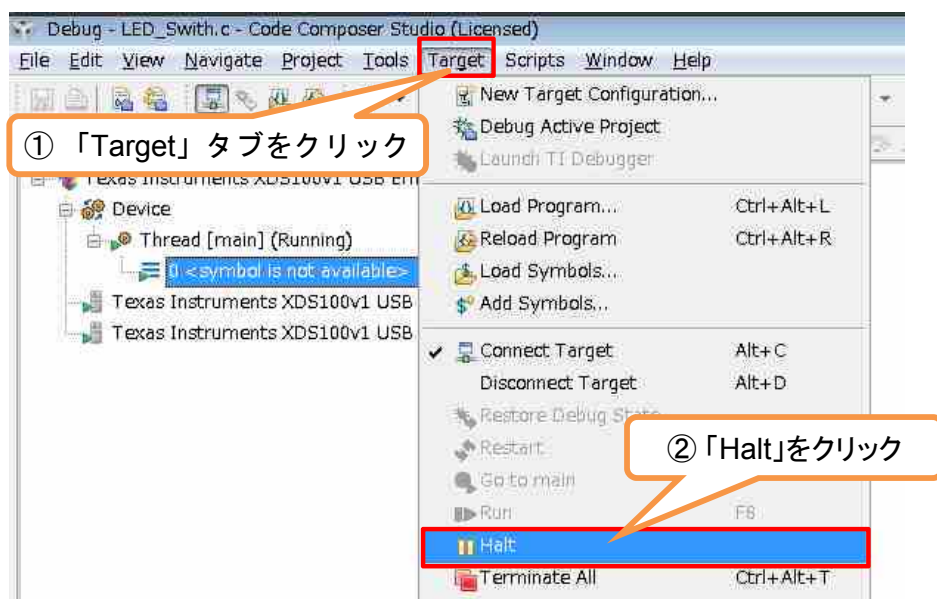 Debug - LED_Swith.c - Code Composer Studio (Licensed)
File Edit View Navigate Project Tools Target Scripts Window Help
① 「Target」タブをクリック
New Target Configuration...
Debug Active Project
Launch TI Debugger
Texas Instruments XDS100v1 USB Em
Device
Thread [main] (Running)
0 <symbol is not available>
Texas Instruments XDS100v1 USB
Texas Instruments XDS100v1 USB
Load Program... Ctrl+Alt+L
Reload Program Ctrl+Alt+R
Load Symbols...
Add Symbols...
Connect Target Alt+C
Disconnect Target Alt+D
Restore Debug State
Restart
Go to main
Run F8
② 「Halt」をクリック
Halt
Terminate All Ctrl+Alt+T